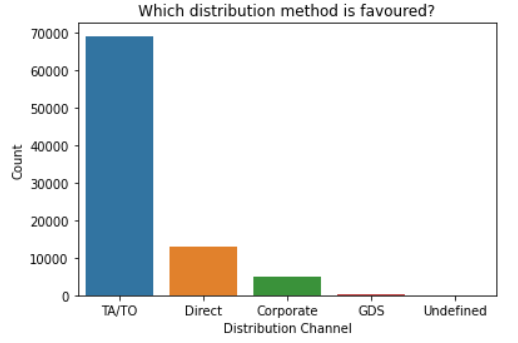 Which distribution method is favoured?
70000
60000
50000
40000
30000
20000
10000
0
Count
TA/TO Direct Corporate GDS Undefined
Distribution Channel